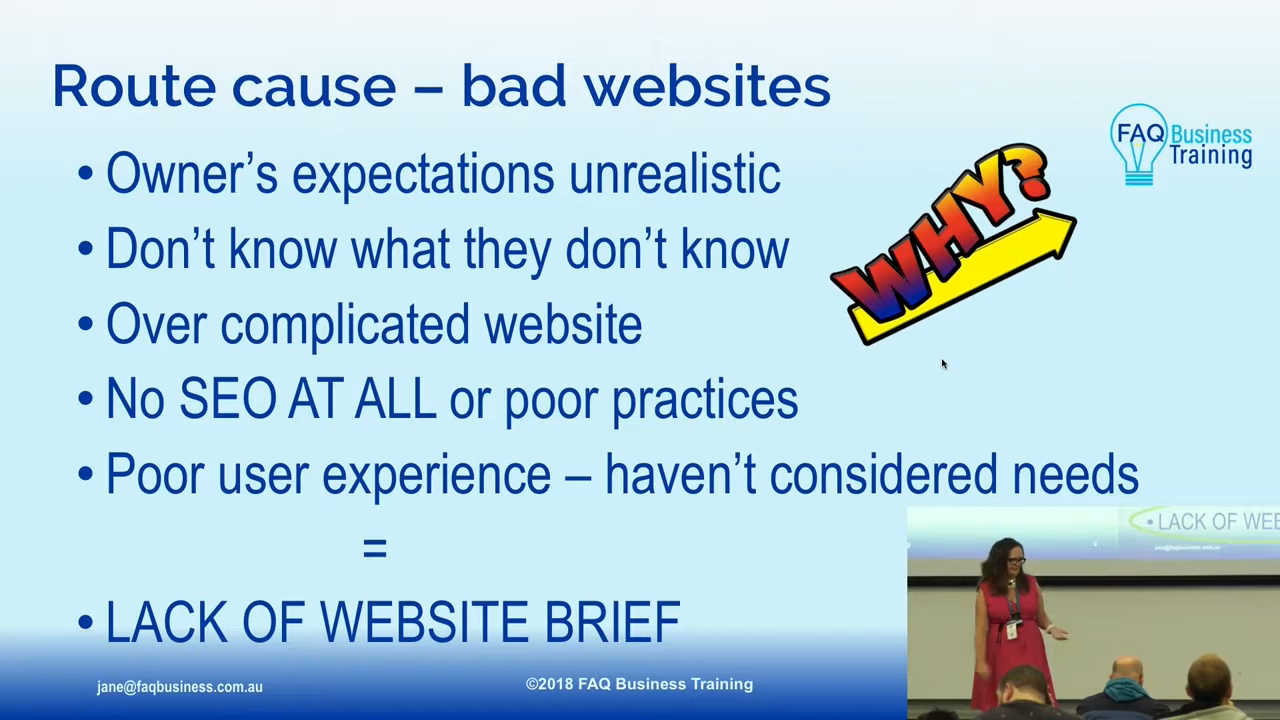 Route cause – bad websites
FAQ Business
Training
• Owner’s expectations unrealistic
WHY?
• Don’t know what they don’t know
• Over complicated website
• No SEO AT ALL or poor practices
• Poor user experience – haven’t considered needs
=
• LACK OF WEBSITE BRIEF
• LACK OF WEB
jane@faqbusiness.com.au
©2018 FAQ Business Training